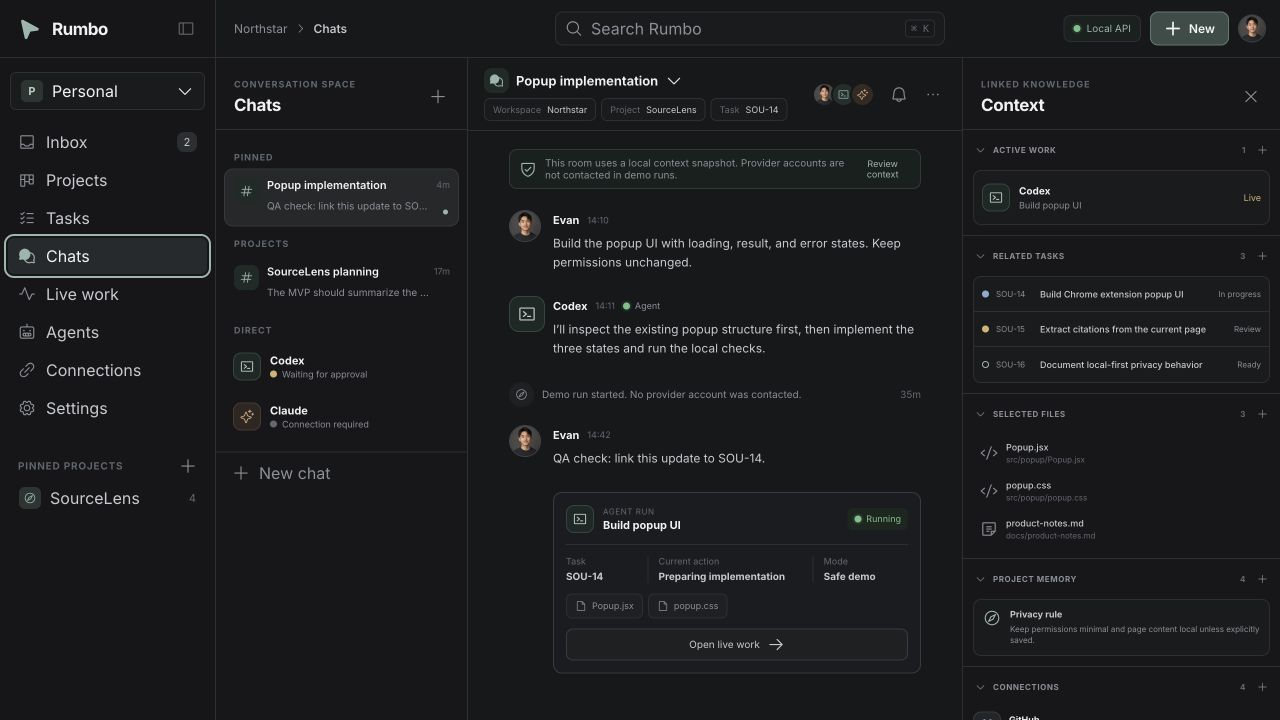 Rumbo
Northstar
Chats
Search Rumbo
⌘ K
Local API
New
P
Personal
Inbox
2
Projects
Tasks
Chats
Live work
Agents
Connections
Settings
PINNED PROJECTS
SourceLens
4
CONVERSATION SPACE
Chats
PINNED
Popup implementation
4m
QA check: link this update to SO...
PROJECTS
SourceLens planning
17m
The MVP should summarize the ...
DIRECT
Codex
Waiting for approval
Claude
Connection required
New chat
Popup implementation
Workspace Northstar
Project SourceLens
Task SOU-14
This room uses a local context snapshot. Provider accounts are
not contacted in demo runs.
Review
context
Evan 14:10
Build the popup UI with loading, result, and error states. Keep
permissions unchanged.
Codex 14:11 Agent
I'll inspect the existing popup structure first, then implement the
three states and run the local checks.
Demo run started. No provider account was contacted.
35m
Evan 14:42
QA check: link this update to SOU-14.
AGENT RUN
Build popup UI
Running
Task
SOU-14
Current action
Preparing implementation
Mode
Safe demo
Popup.jsx
popup.css
Open live work
LINKED KNOWLEDGE
Context
ACTIVE WORK
1
Codex
Build popup UI
Live
RELATED TASKS
3
SOU-14 Build Chrome extension popup UI In progress
SOU-15 Extract citations from the current page Review
SOU-16 Document local-first privacy behavior Ready
SELECTED FILES
3
Popup.jsx
src/popup/Popup.jsx
popup.css
src/popup/popup.css
product-notes.md
docs/product-notes.md
PROJECT MEMORY
4
Privacy rule
Keep permissions minimal and page content local unless explicitly
saved.
CONNECTIONS
4
GitHub